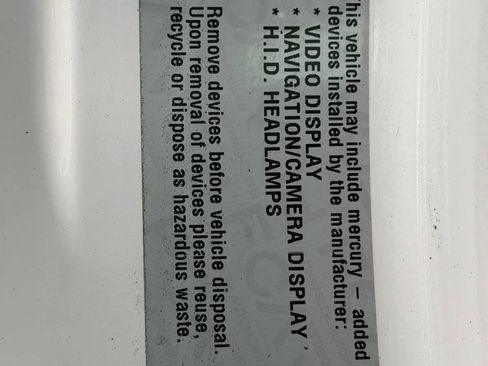 his vehicle may include mercury – added
devices installed by the manufacturer:
* VIDEO DISPLAY
* NAVIGATION/CAMERA DISPLAY
* H.I.D. HEADLAMPS
Remove devices before vehicle disposal.
Upon removal of devices please reuse,
recycle or dispose as hazardous waste.